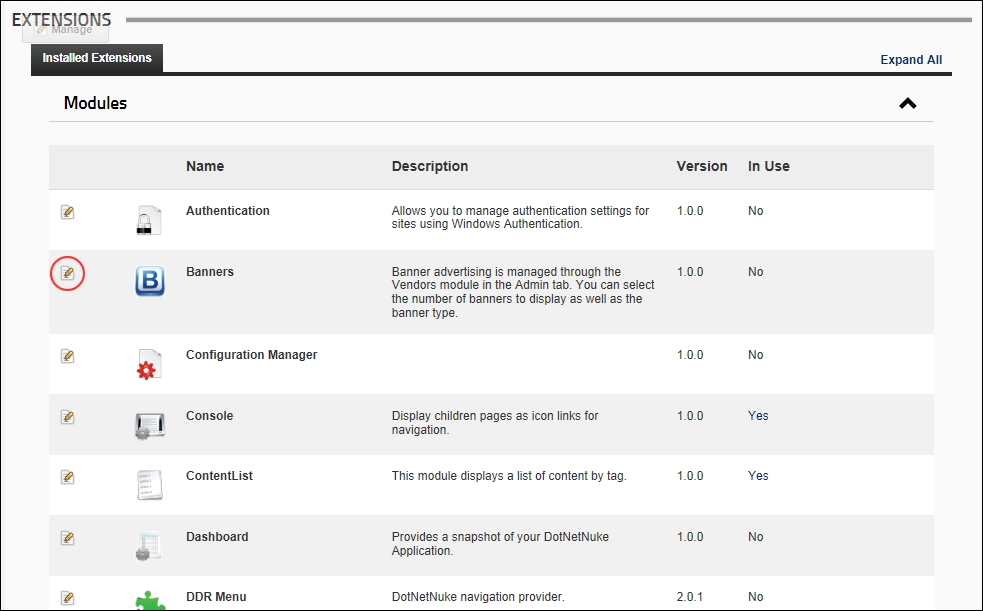 EXTENSIONS
Manage
Installed Extensions
Expand All
Modules
Name Description Version In Use
Authentication Allows you to manage authentication settings for 1.0.0 No
sites using Windows Authentication.
Banners Banner advertising is managed through the 1.0.0 No
Vendors module in the Admin tab. You can select
the number of banners to display as well as the
banner type.
Configuration Manager 1.0.0 No
Console Display children pages as icon links for 1.0.0 Yes
navigation.
ContentList This module displays a list of content by tag. 1.0.0 Yes
Dashboard Provides a snapshot of your DotNetNuke 1.0.0 No
Application.
DDR Menu DotNetNuke navigation provider. 2.0.1 No
B